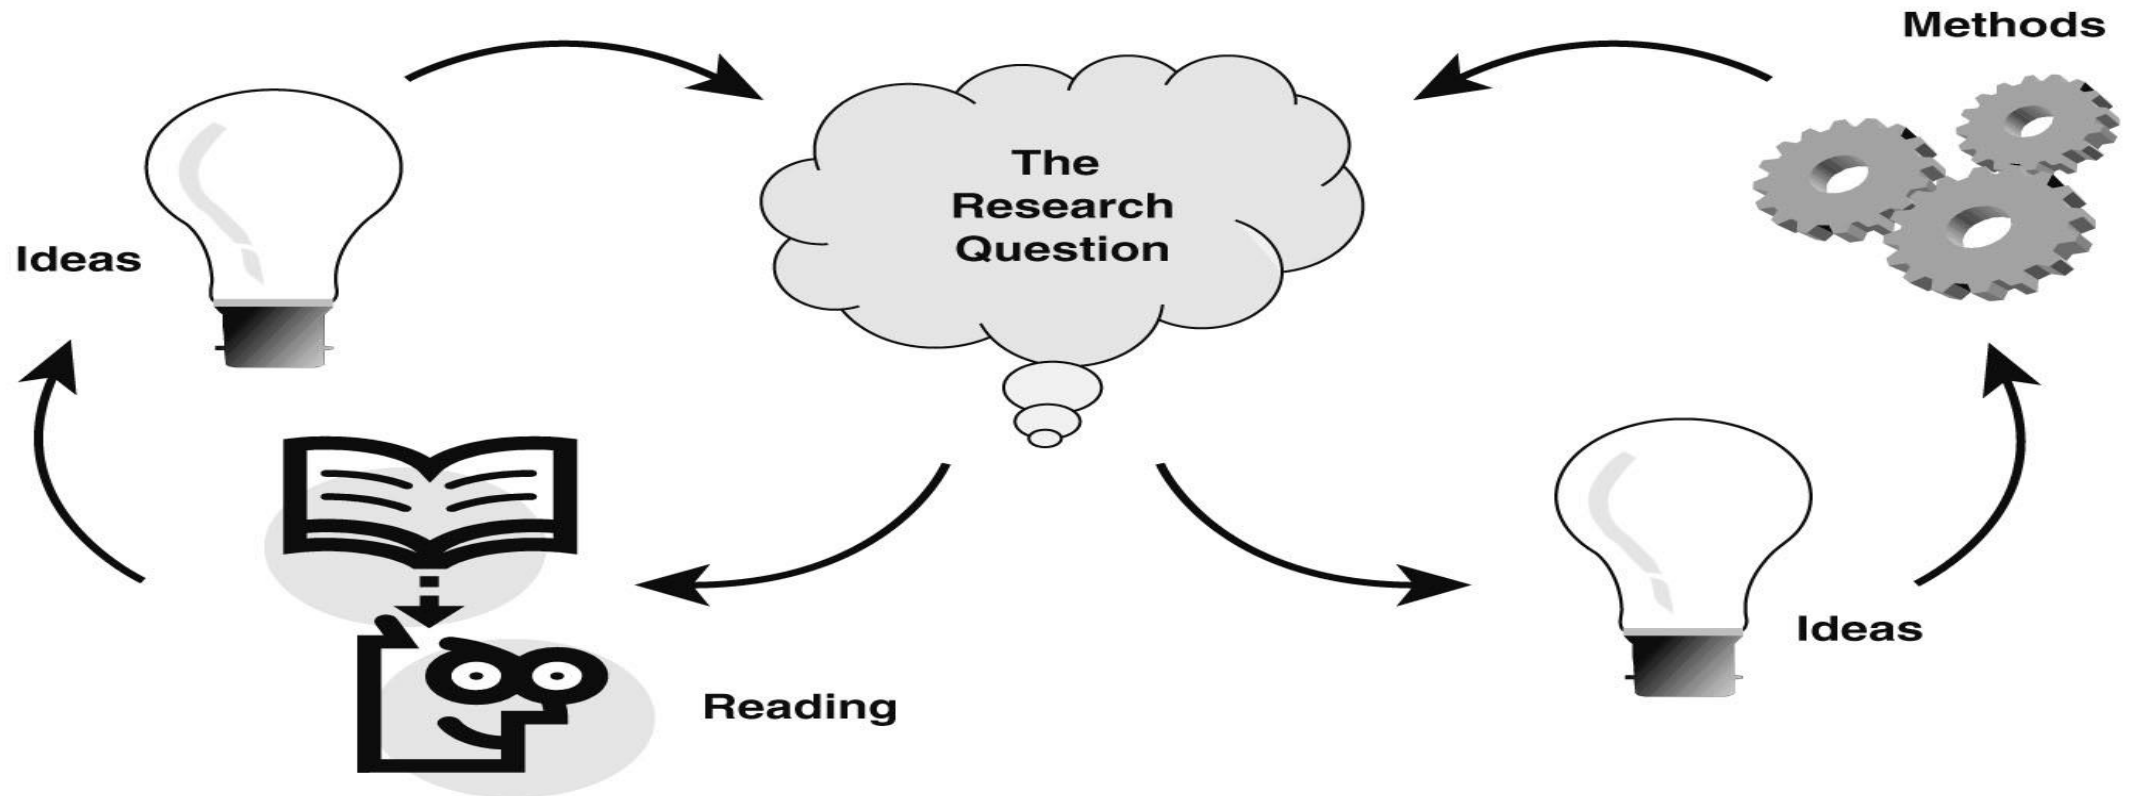 Methods
The
Research
Question
Ideas
Ideas
Reading